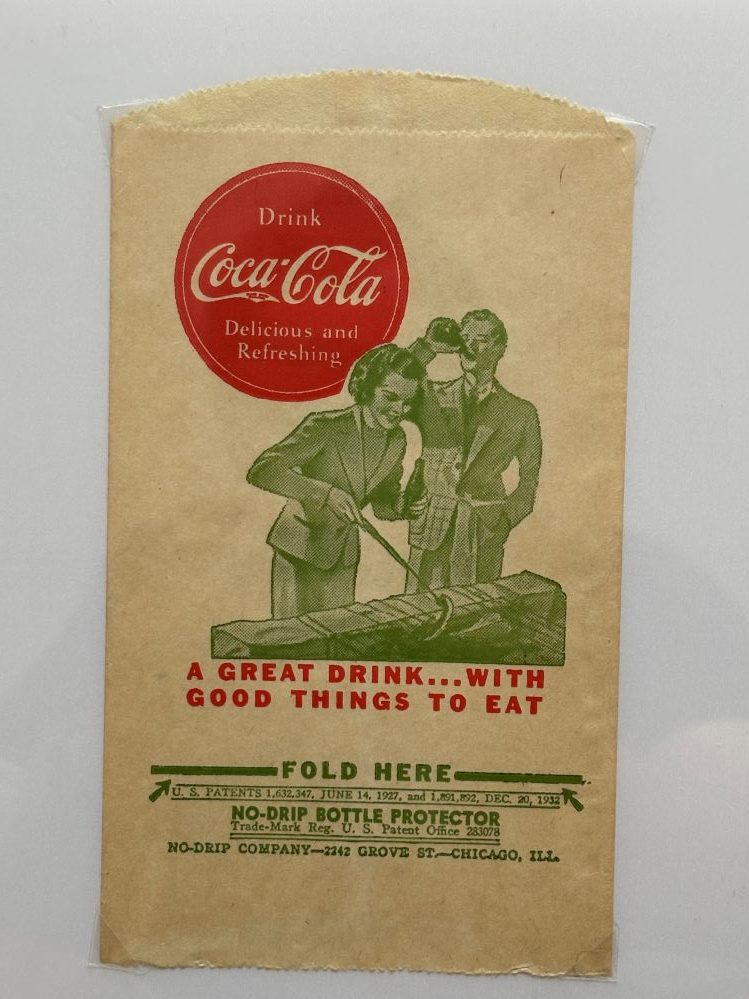 Drink
Coca-Cola
Delicious and
Refreshing
A GREAT DRINK...WITH
GOOD THINGS TO EAT
FOLD HERE
U. S. PATENTS 1,632,347, JUNE 14, 1927, and 1,891,892, DEC. 20, 1932
NO-DRIP BOTTLE PROTECTOR
Trade-Mark Reg. U. S. Patent Office 283078
NO-DRIP COMPANY—2242 GROVE ST.—CHICAGO, ILL.